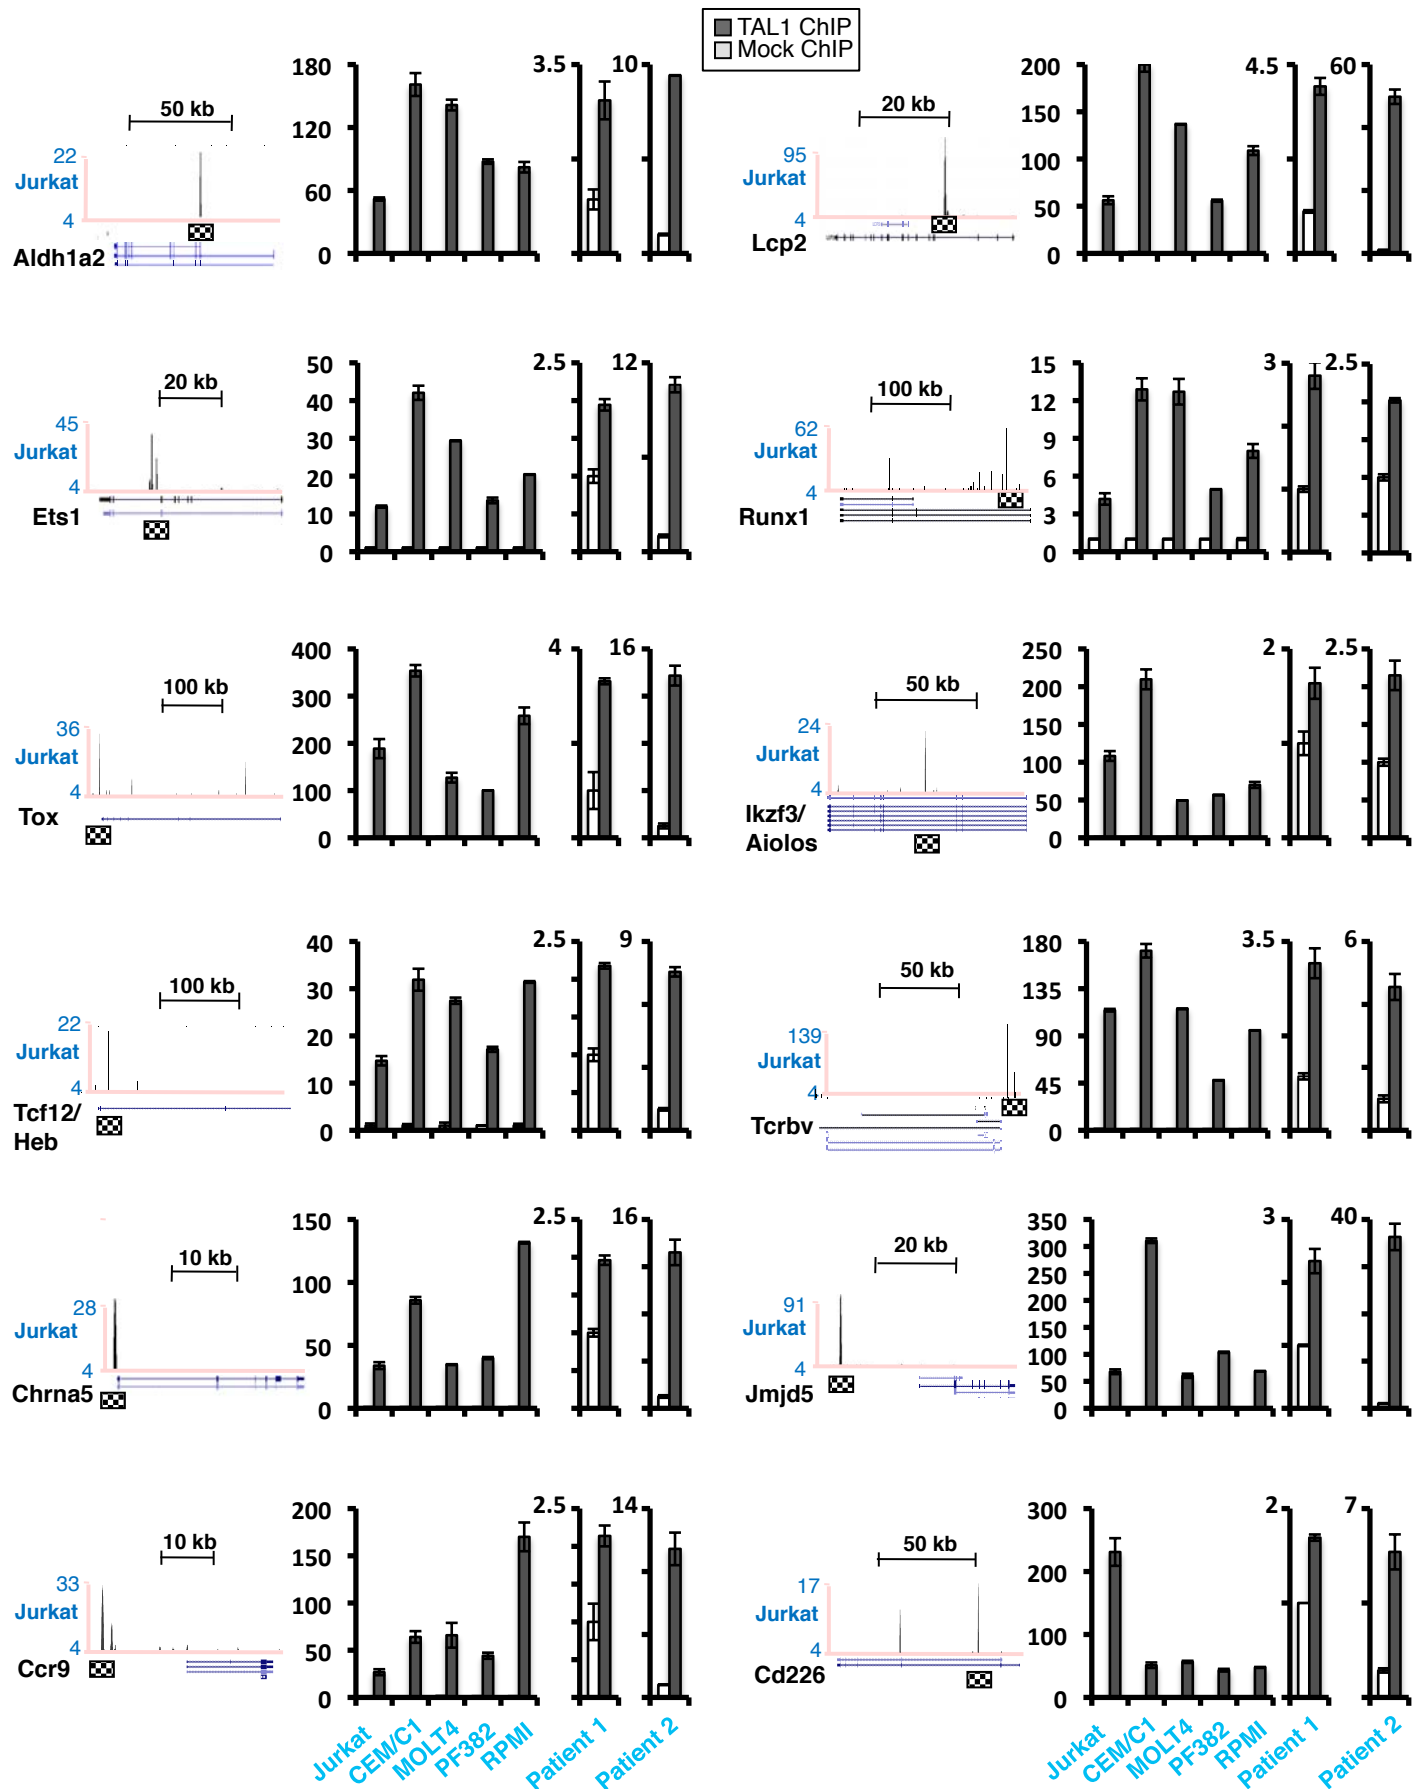 TAL1 ChIP
Mock ChIP
50 kb
22
Jurkat
4
Aldh1a2
180
120
60
0
3.5
10
20 kb
95
Jurkat
4
Lcp2
200
150
100
50
0
4.5
60
20 kb
45
Jurkat
4
Ets1
50
40
30
20
10
0
2.5
12
100 kb
62
Jurkat
4
Runx1
15
12
9
6
3
0
3
2.5
100 kb
36
Jurkat
4
Tox
400
300
200
100
0
4
16
50 kb
24
Jurkat
4
Ikzf3/
Aiolos
250
200
150
100
50
0
2
2.5
100 kb
22
Jurkat
4
Tcf12/
Heb
40
30
20
10
0
2.5
9
50 kb
139
Jurkat
4
Tcrbv
180
135
90
45
0
3.5
6
10 kb
28
Jurkat
4
Chrna5
150
100
50
0
2.5
16
20 kb
91
Jurkat
4
Jmjd5
350
300
250
200
150
100
50
0
3
40
10 kb
33
Jurkat
4
Ccr9
200
150
100
50
0
2.5
14
50 kb
17
Jurkat
4
Cd226
300
200
100
0
2
7
Jurkat
CEM/C1
MOLT4
PF382
RPMI
Patient 1
Patient 2
Jurkat
CEM/C1
MOLT4
PF382
RPMI
Patient 1
Patient 2